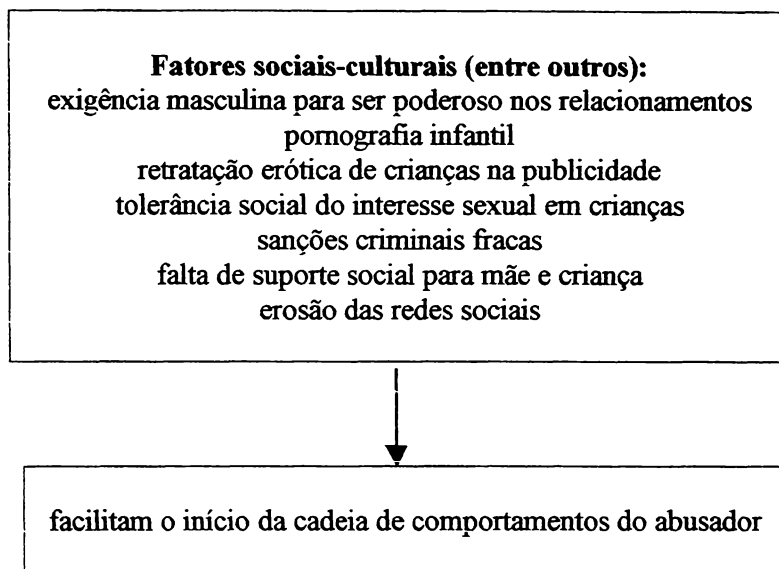 Fatores sociais-culturais (entre outros):
exigência masculina para ser poderoso nos relacionamentos
pornografia infantil
retratação erótica de crianças na publicidade
tolerância social do interesse sexual em crianças
sanções criminais fracas
falta de suporte social para mãe e criança
erosão das redes sociais
facilitam o início da cadeia de comportamentos do abusador